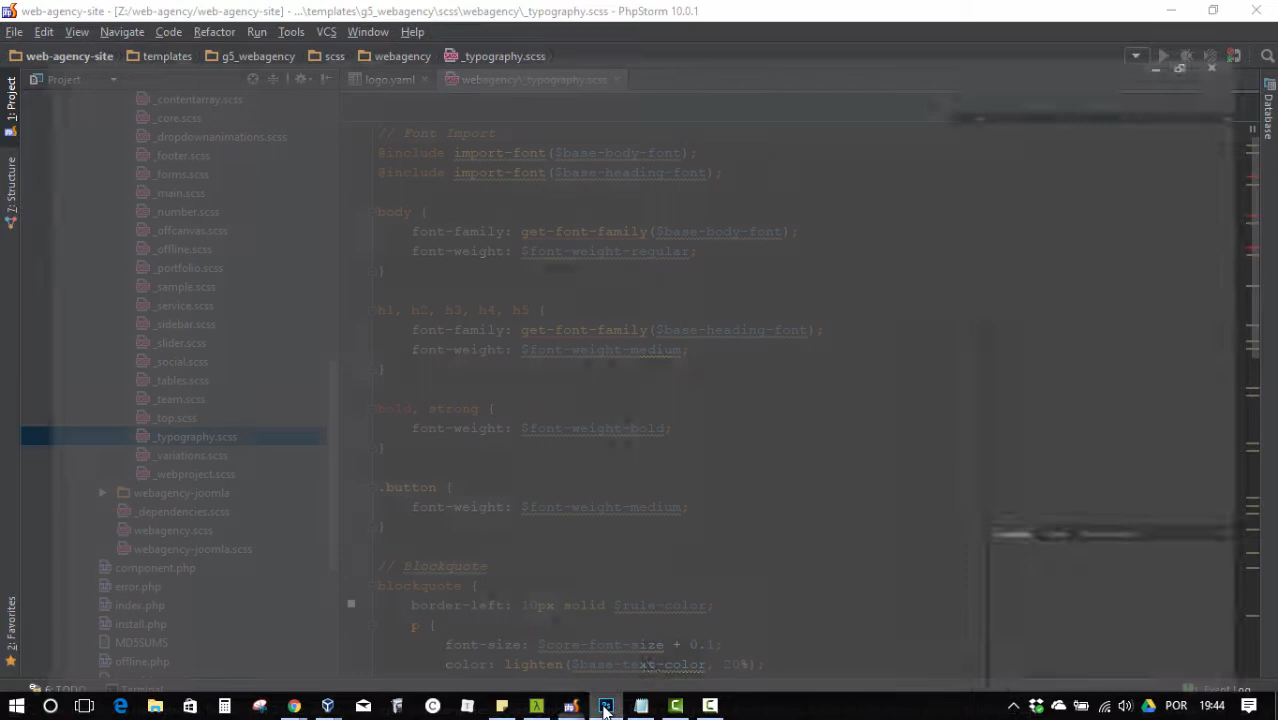 web-agency-site - [Z:/web-agency/web-agency-site] - ...\templates\g5_webagency\scss\webagency\_typography.scss - PhpStorm 10.0.1
File Edit View Navigate Code Refactor Run Tools VCS Window Help
web-agency-site templates g5_webagency scss webagency _typography.scss
1: Project
7: Structure
2: Favorites
Project
logo.yaml webagency\_typography.scss
Database
_contentarray.scss
_core.scss
_dropdownanimations.scss
_footer.scss
_forms.scss
_main.scss
_number.scss
_offcanvas.scss
_offline.scss
_portfolio.scss
_sample.scss
_service.scss
_sidebar.scss
_slider.scss
_social.scss
_tables.scss
_team.scss
_top.scss
_typography.scss
_variations.scss
_webproject.scss
webagency-joomla
_dependencies.scss
webagency.scss
webagency-joomla.scss
component.php
error.php
index.php
install.php
MD5SUMS
offline.php
// Font Import
@include import-font($base-body-font);
@include import-font($base-heading-font);
body {
font-family: get-font-family($base-body-font);
font-weight: $font-weight-regular;
}
h1, h2, h3, h4, h5 {
font-family: get-font-family($base-heading-font);
font-weight: $font-weight-medium;
}
bold, strong {
font-weight: $font-weight-bold;
}
.button {
font-weight: $font-weight-medium;
}
// Blockquote
blockquote {
border-left: 10px solid $rule-color;
p {
font-size: $core-font-size + 0.1;
color: lighten($base-text-color, 20%);
6: TODO Terminal Event Log
POR 19:44